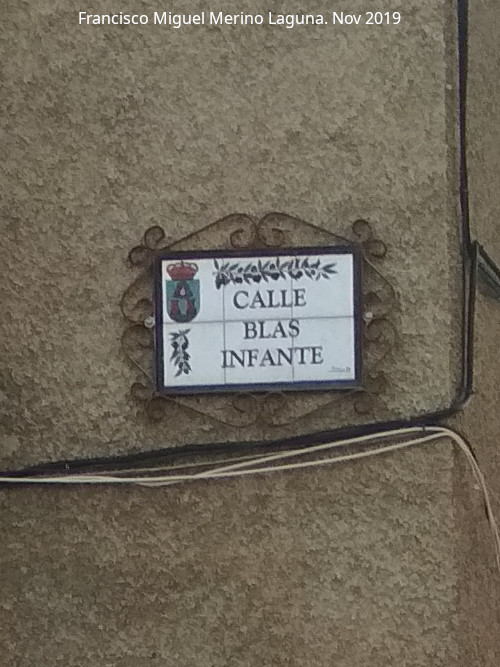 Francisco Miguel Merino Laguna. Nov 2019
CALLE
BLAS
INFANTE